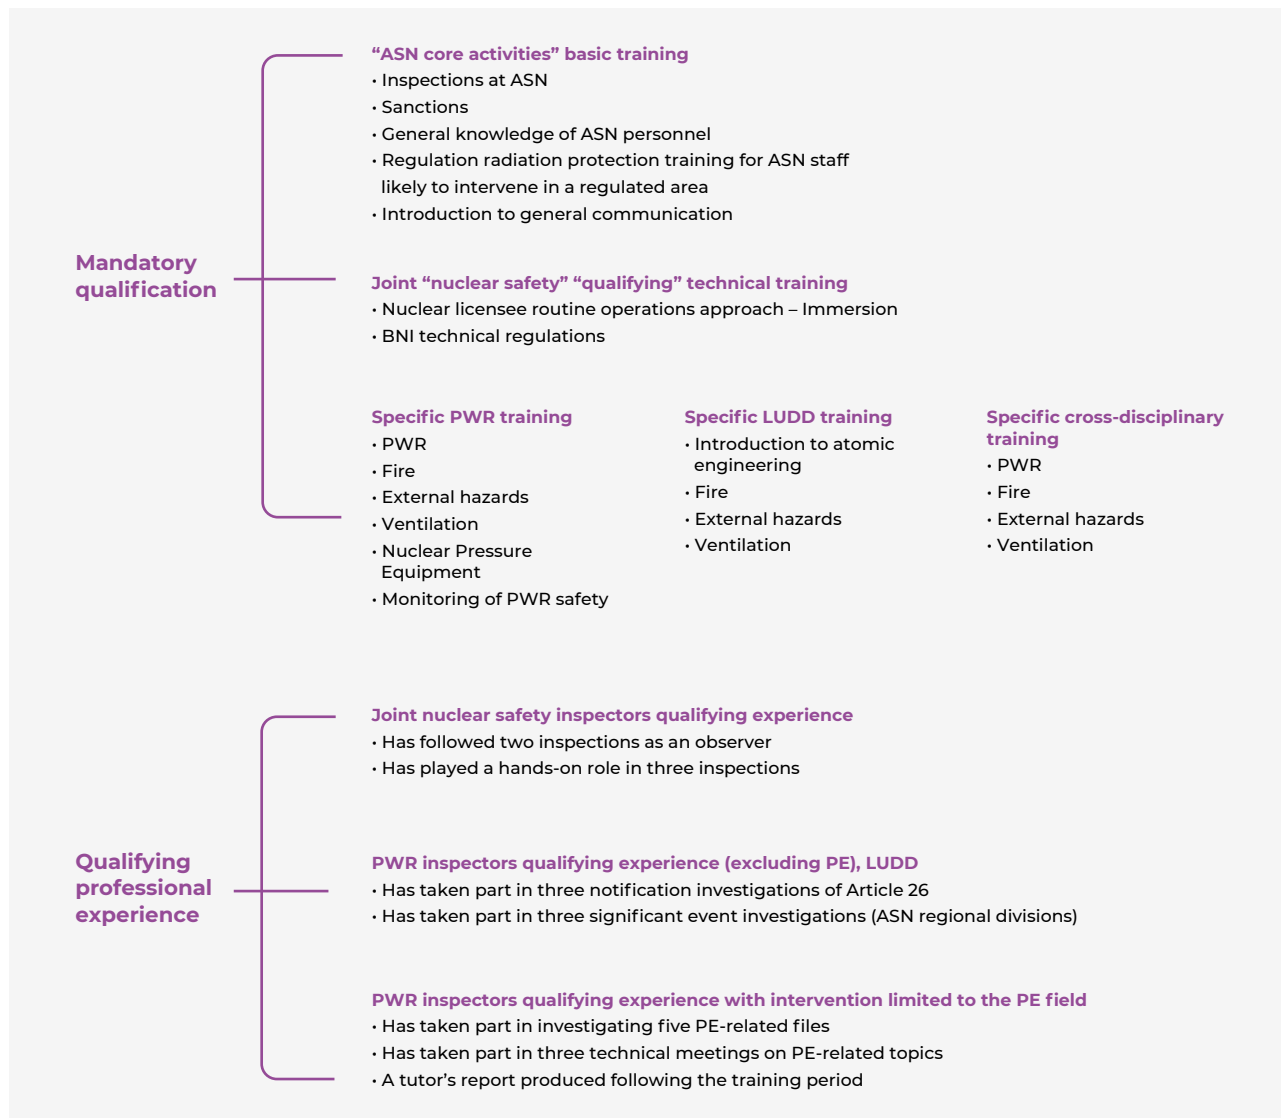 “ASN core activities” basic training
• Inspections at ASN
• Sanctions
• General knowledge of ASN personnel
• Regulation radiation protection training for ASN staff
likely to intervene in a regulated area
• Introduction to general communication
Mandatory
qualification
Joint “nuclear safety” “qualifying” technical training
• Nuclear licensee routine operations approach – Immersion
• BNI technical regulations
Specific PWR training
• PWR
• Fire
• External hazards
• Ventilation
• Nuclear Pressure
Equipment
• Monitoring of PWR safety
Specific LUDD training
• Introduction to atomic
engineering
• Fire
• External hazards
• Ventilation
Specific cross-disciplinary
training
• PWR
• Fire
• External hazards
• Ventilation
Joint nuclear safety inspectors qualifying experience
• Has followed two inspections as an observer
• Has played a hands-on role in three inspections
Qualifying
professional
experience
PWR inspectors qualifying experience (excluding PE), LUDD
• Has taken part in three notification investigations of Article 26
• Has taken part in three significant event investigations (ASN regional divisions)
PWR inspectors qualifying experience with intervention limited to the PE field
• Has taken part in investigating five PE-related files
• Has taken part in three technical meetings on PE-related topics
• A tutor’s report produced following the training period